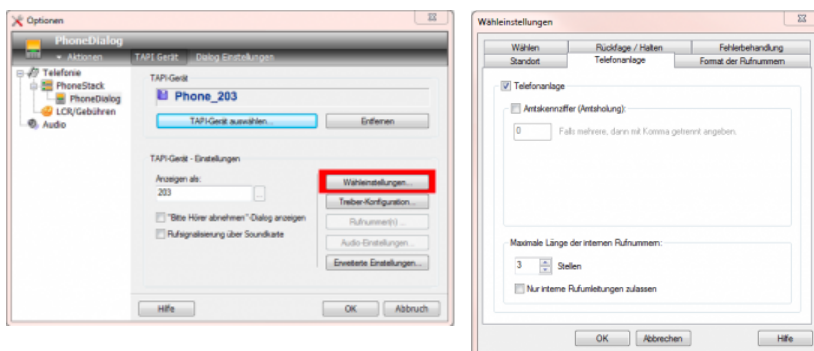 Optionen
PhoneDialog
Aktionen TAPI Gerät Dialog Einstellungen
Telefonie
PhoneStack
PhoneDialog
LCR/Gebühren
Audio
TAPI-Gerät
Phone_203
TAPI-Gerät auswählen... Entfernen
TAPI-Gerät - Einstellungen
Anzeigen als:
203 ...
"Bitte Hörer abnehmen"-Dialog anzeigen
Rufsignalisierung über Soundkarte
Wähleinstellungen...
Treiber-Konfiguration...
Rufnummer(n) ...
Audio-Einstellungen...
Erweiterte Einstellungen...
Hilfe OK Abbruch
Wähleinstellungen
Wählen Rückfage / Halten Fehlerbehandlung
Standort Telefonanlage Format der Rufnummern
Telefonanlage
Amtskennziffer (Amtsholung):
0 Falls mehrere, dann mit Komma getrennt angeben.
Maximale Länge der internen Rufnummern:
3 Stellen
Nur interne Rufumleitungen zulassen
OK Abbrechen Hilfe